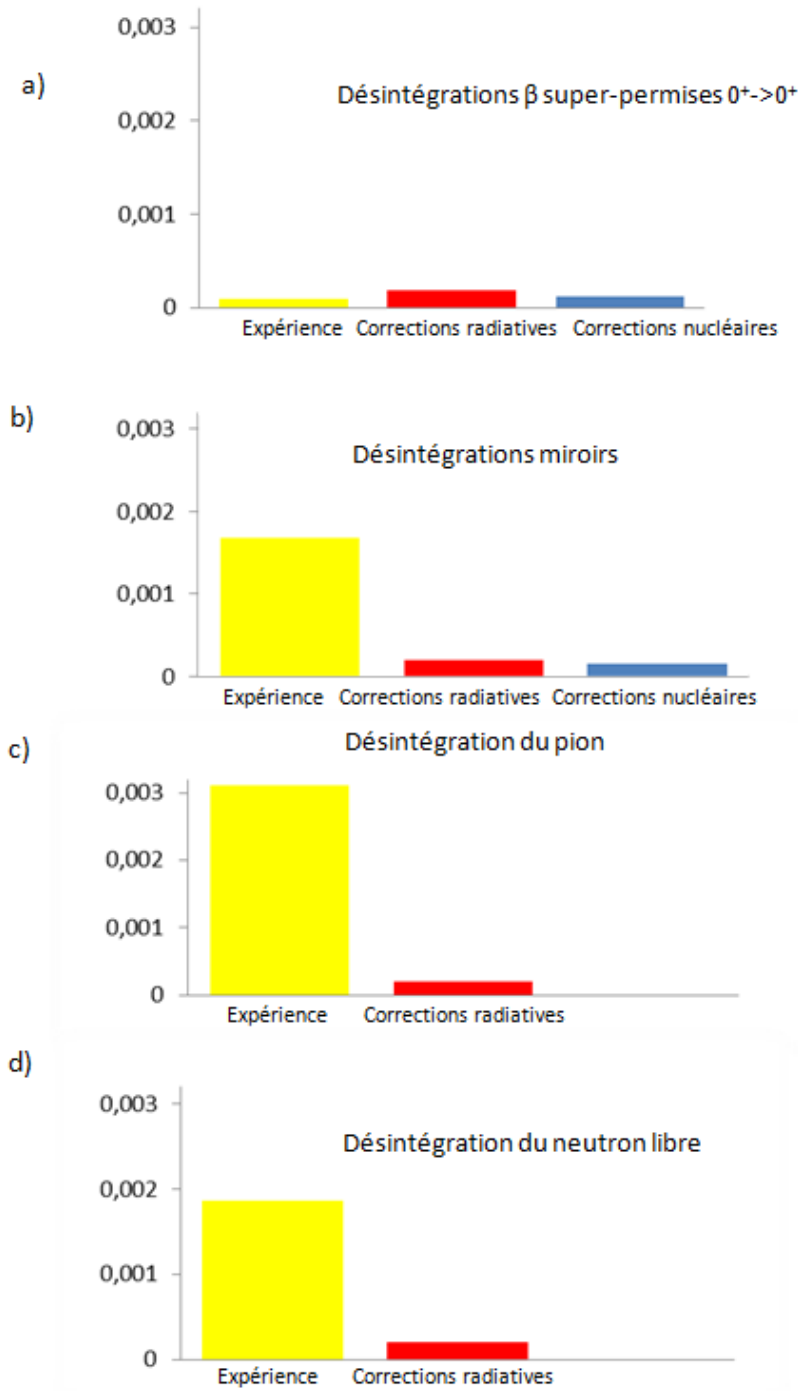 a)
Désintégrations β super-permises 0⁺->0⁺
0,003
0,002
0,001
0
Expérience Corrections radiatives Corrections nucléaires
b)
Désintégrations miroirs
0,003
0,002
0,001
0
Expérience Corrections radiatives Corrections nucléaires
c)
Désintégration du pion
0,003
0,002
0,001
0
Expérience Corrections radiatives
d)
Désintégration du neutron libre
0,003
0,002
0,001
0
Expérience Corrections radiatives